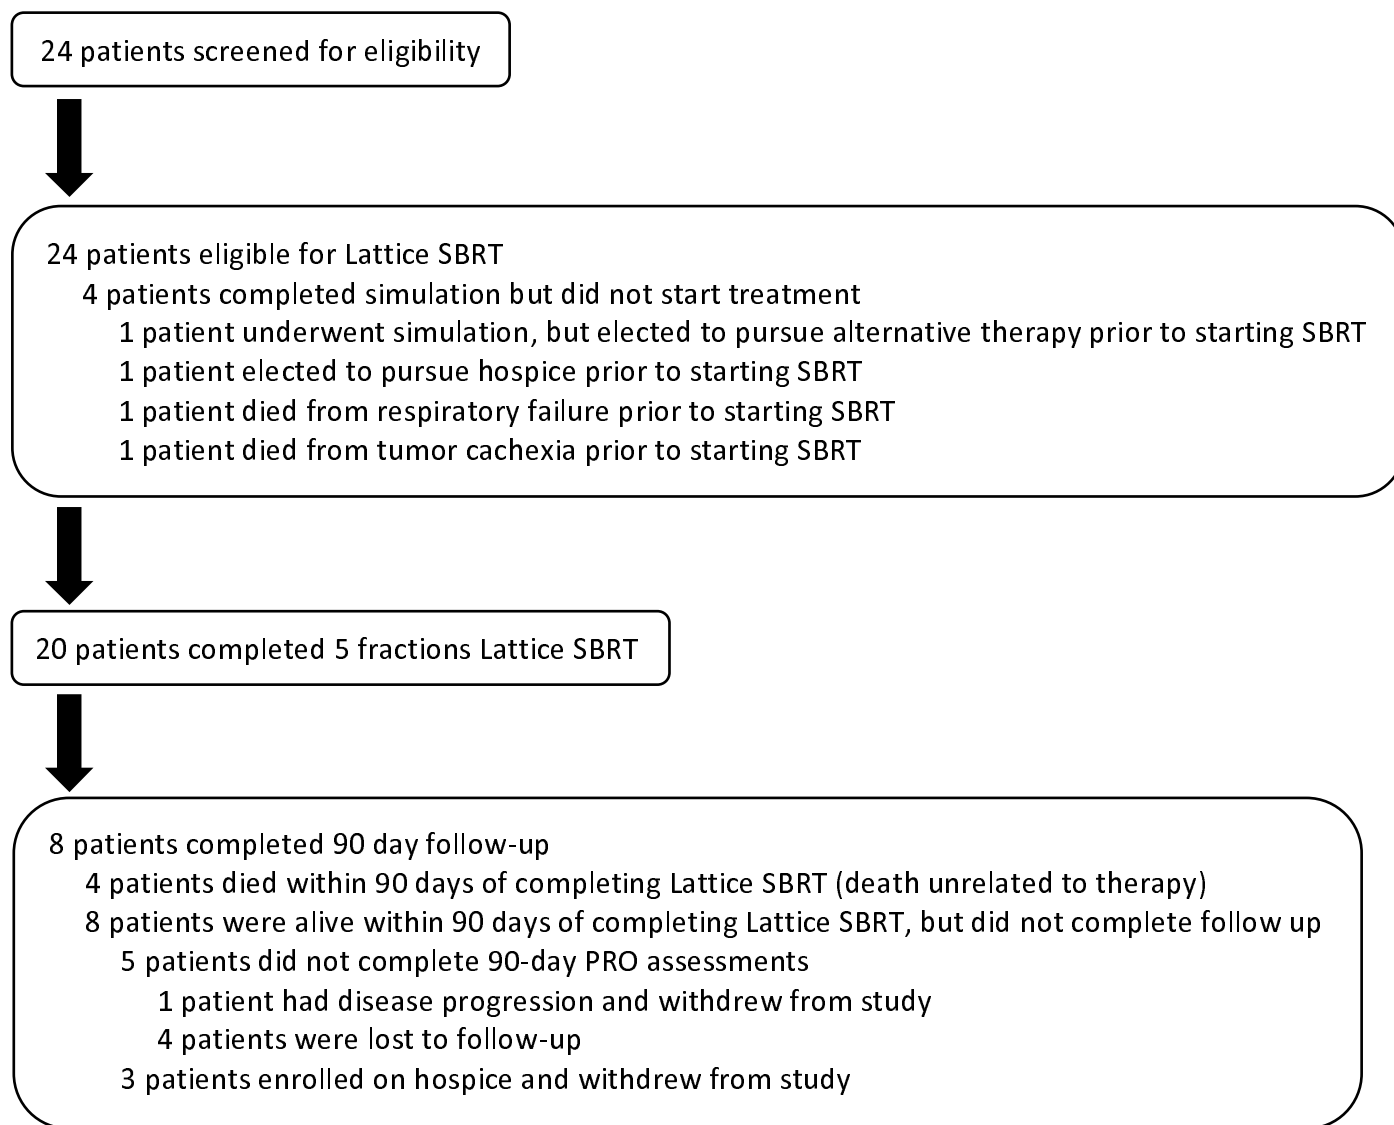 24 patients screened for eligibility
24 patients eligible for Lattice SBRT
4 patients completed simulation but did not start treatment
1 patient underwent simulation, but elected to pursue alternative therapy prior to starting SBRT
1 patient elected to pursue hospice prior to starting SBRT
1 patient died from respiratory failure prior to starting SBRT
1 patient died from tumor cachexia prior to starting SBRT
20 patients completed 5 fractions Lattice SBRT
8 patients completed 90 day follow-up
4 patients died within 90 days of completing Lattice SBRT (death unrelated to therapy)
8 patients were alive within 90 days of completing Lattice SBRT, but did not complete follow up
5 patients did not complete 90-day PRO assessments
1 patient had disease progression and withdrew from study
4 patients were lost to follow-up
3 patients enrolled on hospice and withdrew from study